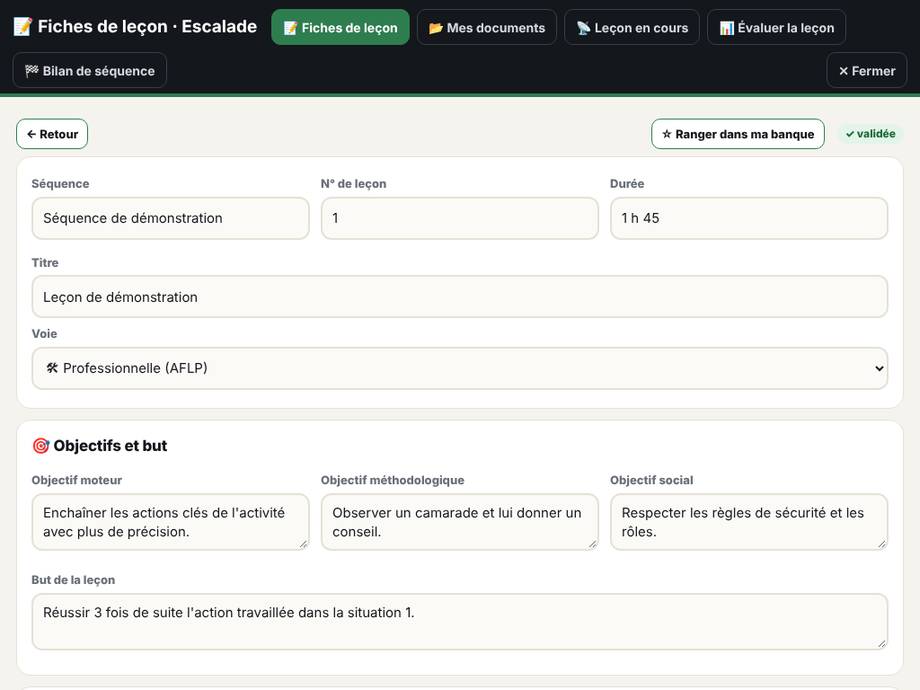 📝 Fiches de leçon · Escalade
📝 Fiches de leçon
📂 Mes documents
📡 Leçon en cours
📊 Évaluer la leçon
🏁 Bilan de séquence
✕ Fermer
← Retour
☆ Ranger dans ma banque
✓ validée
Séquence
N° de leçon
Durée
Séquence de démonstration
1
1 h 45
Titre
Leçon de démonstration
Voie
🛠 Professionnelle (AFLP)
🎯 Objectifs et but
Objectif moteur
Objectif méthodologique
Objectif social
Enchaîner les actions clés de l'activité
avec plus de précision.
Observer un camarade et lui donner un
conseil.
Respecter les règles de sécurité et les
rôles.
But de la leçon
Réussir 3 fois de suite l'action travaillée dans la situation 1.